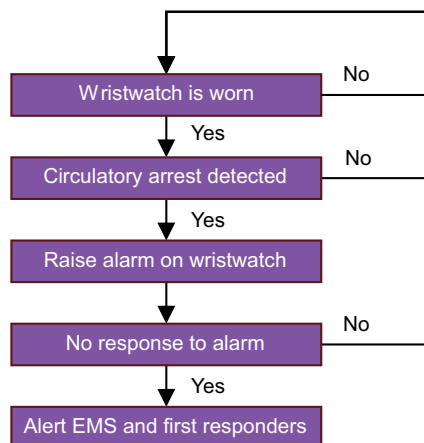 Wristwatch is worn
No
Yes
Circulatory arrest detected
No
Yes
Raise alarm on wristwatch
No response to alarm
No
Yes
Alert EMS and first responders